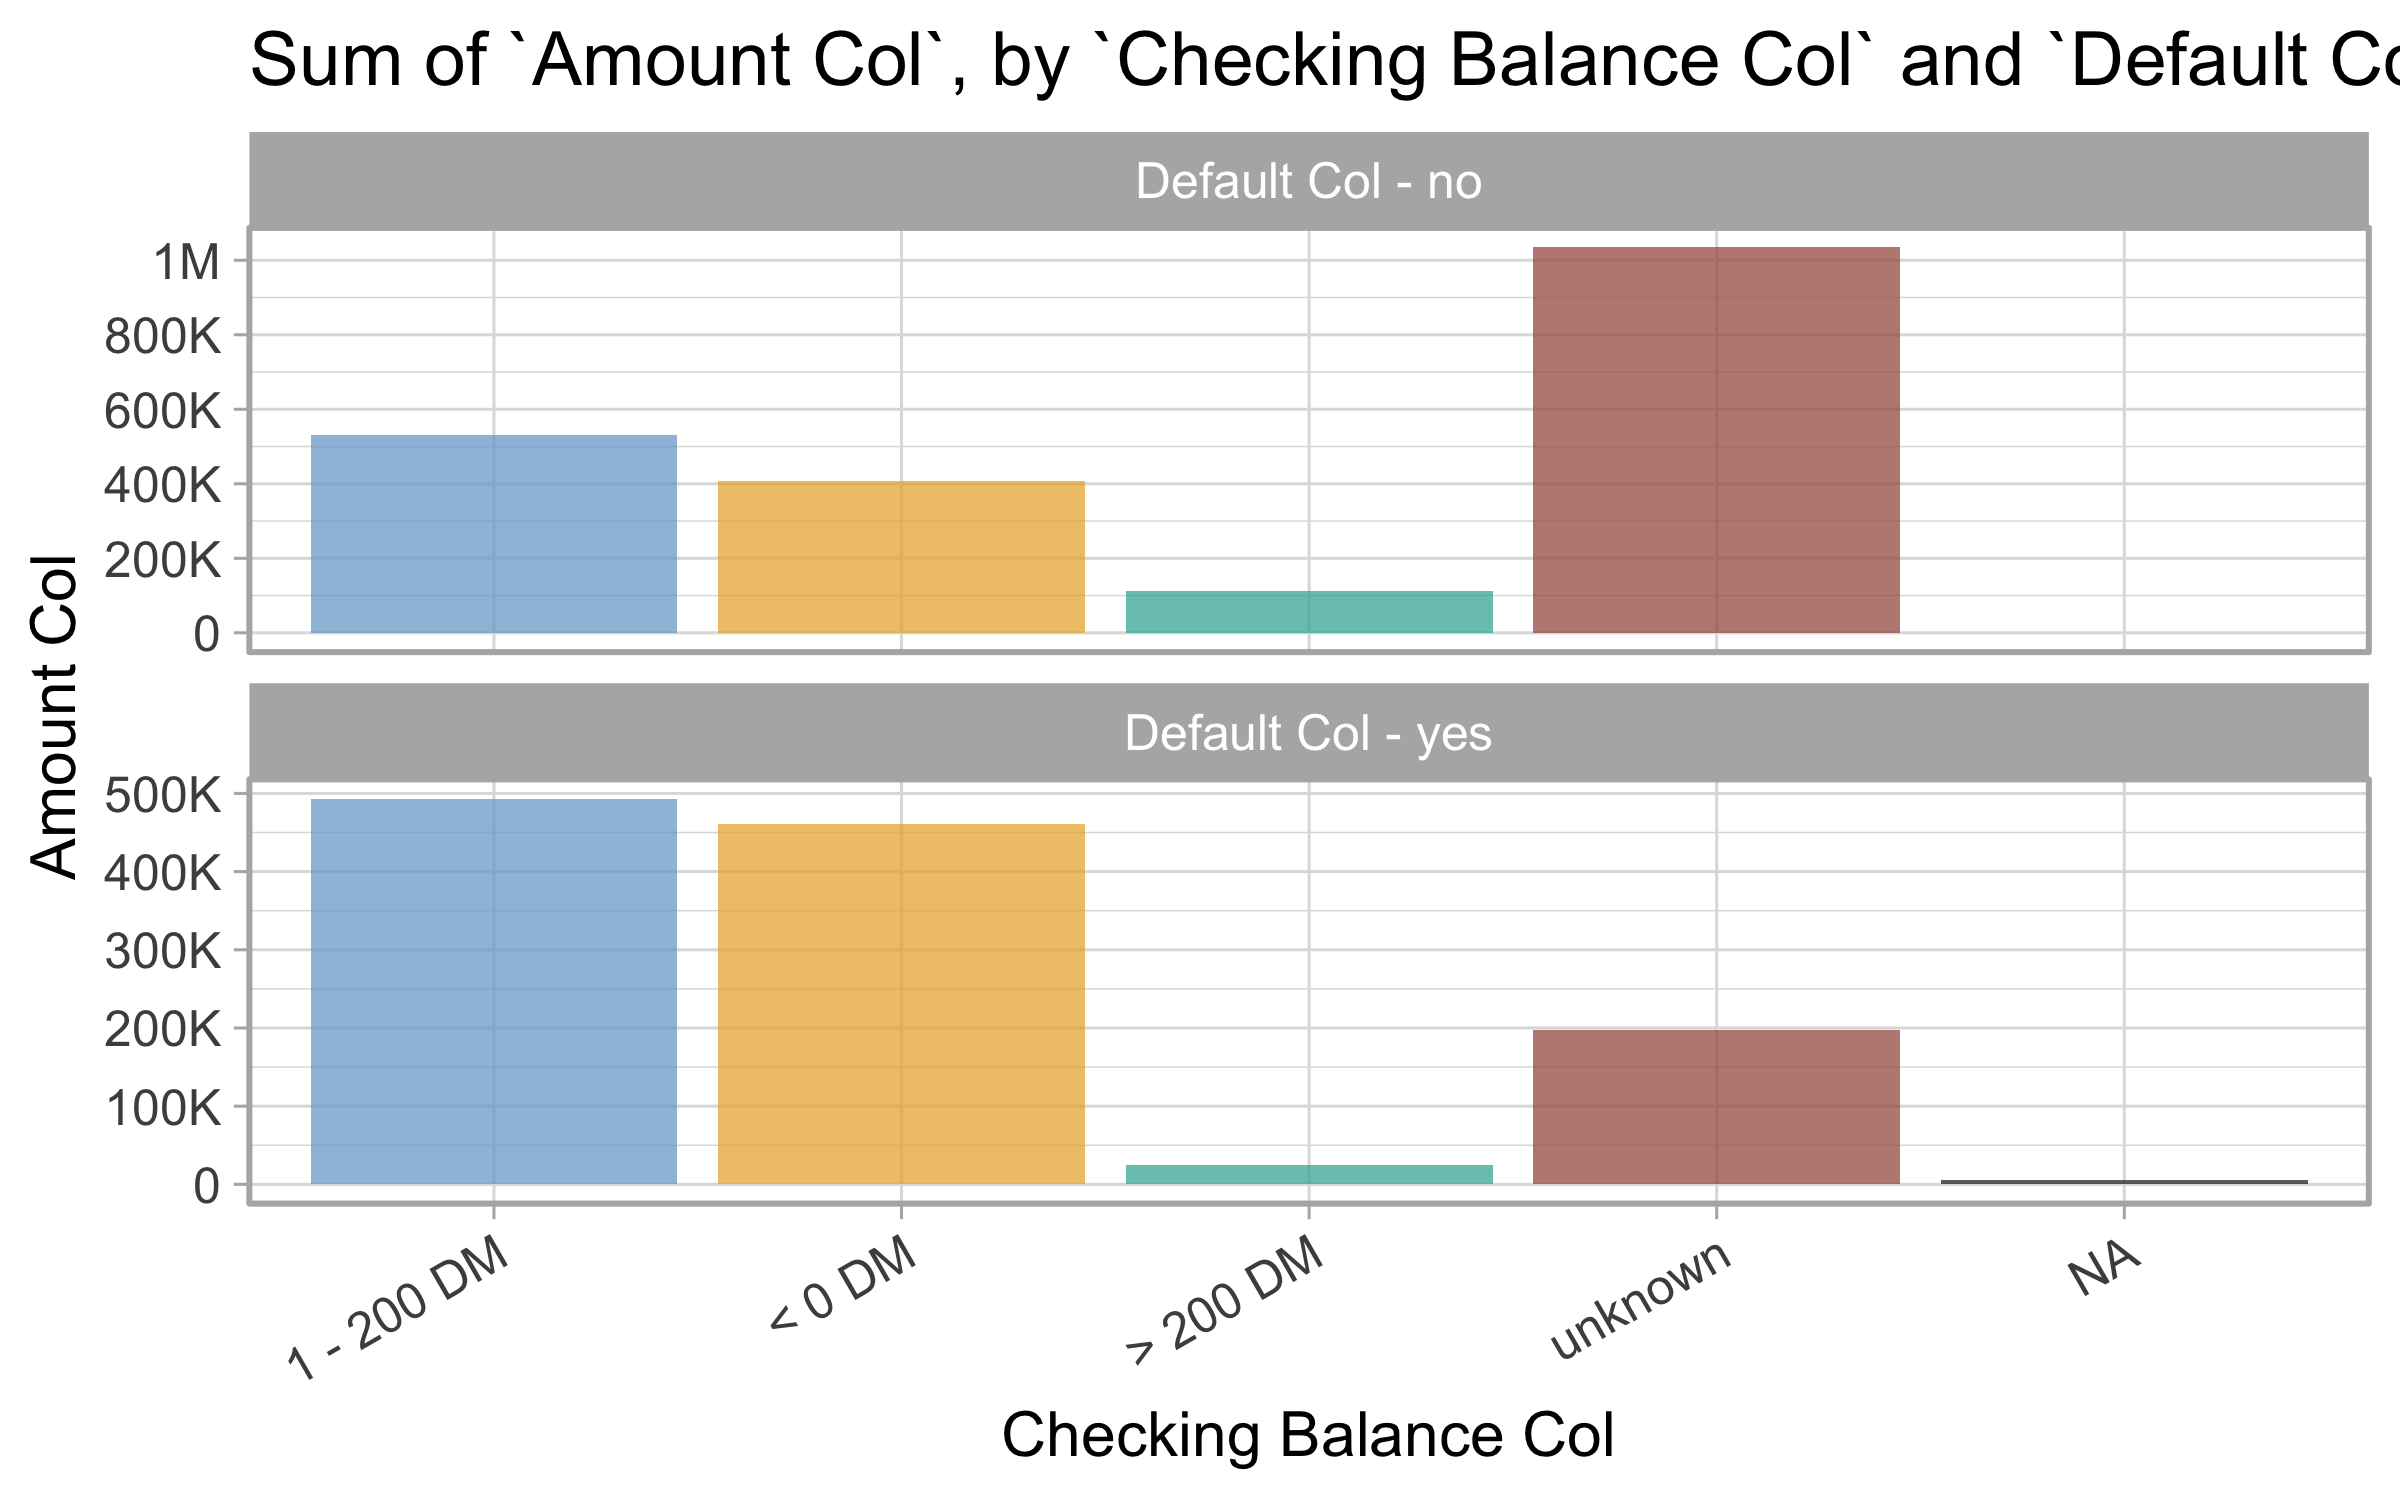 Sum of `Amount Col`, by `Checking Balance Col` and `Default Co
Default Col - no
1M
800K
600K
400K
200K
0
Default Col - yes
500K
400K
300K
200K
100K
0
Amount Col
1 - 200 DM
< 0 DM
> 200 DM
unknown
NA
Checking Balance Col